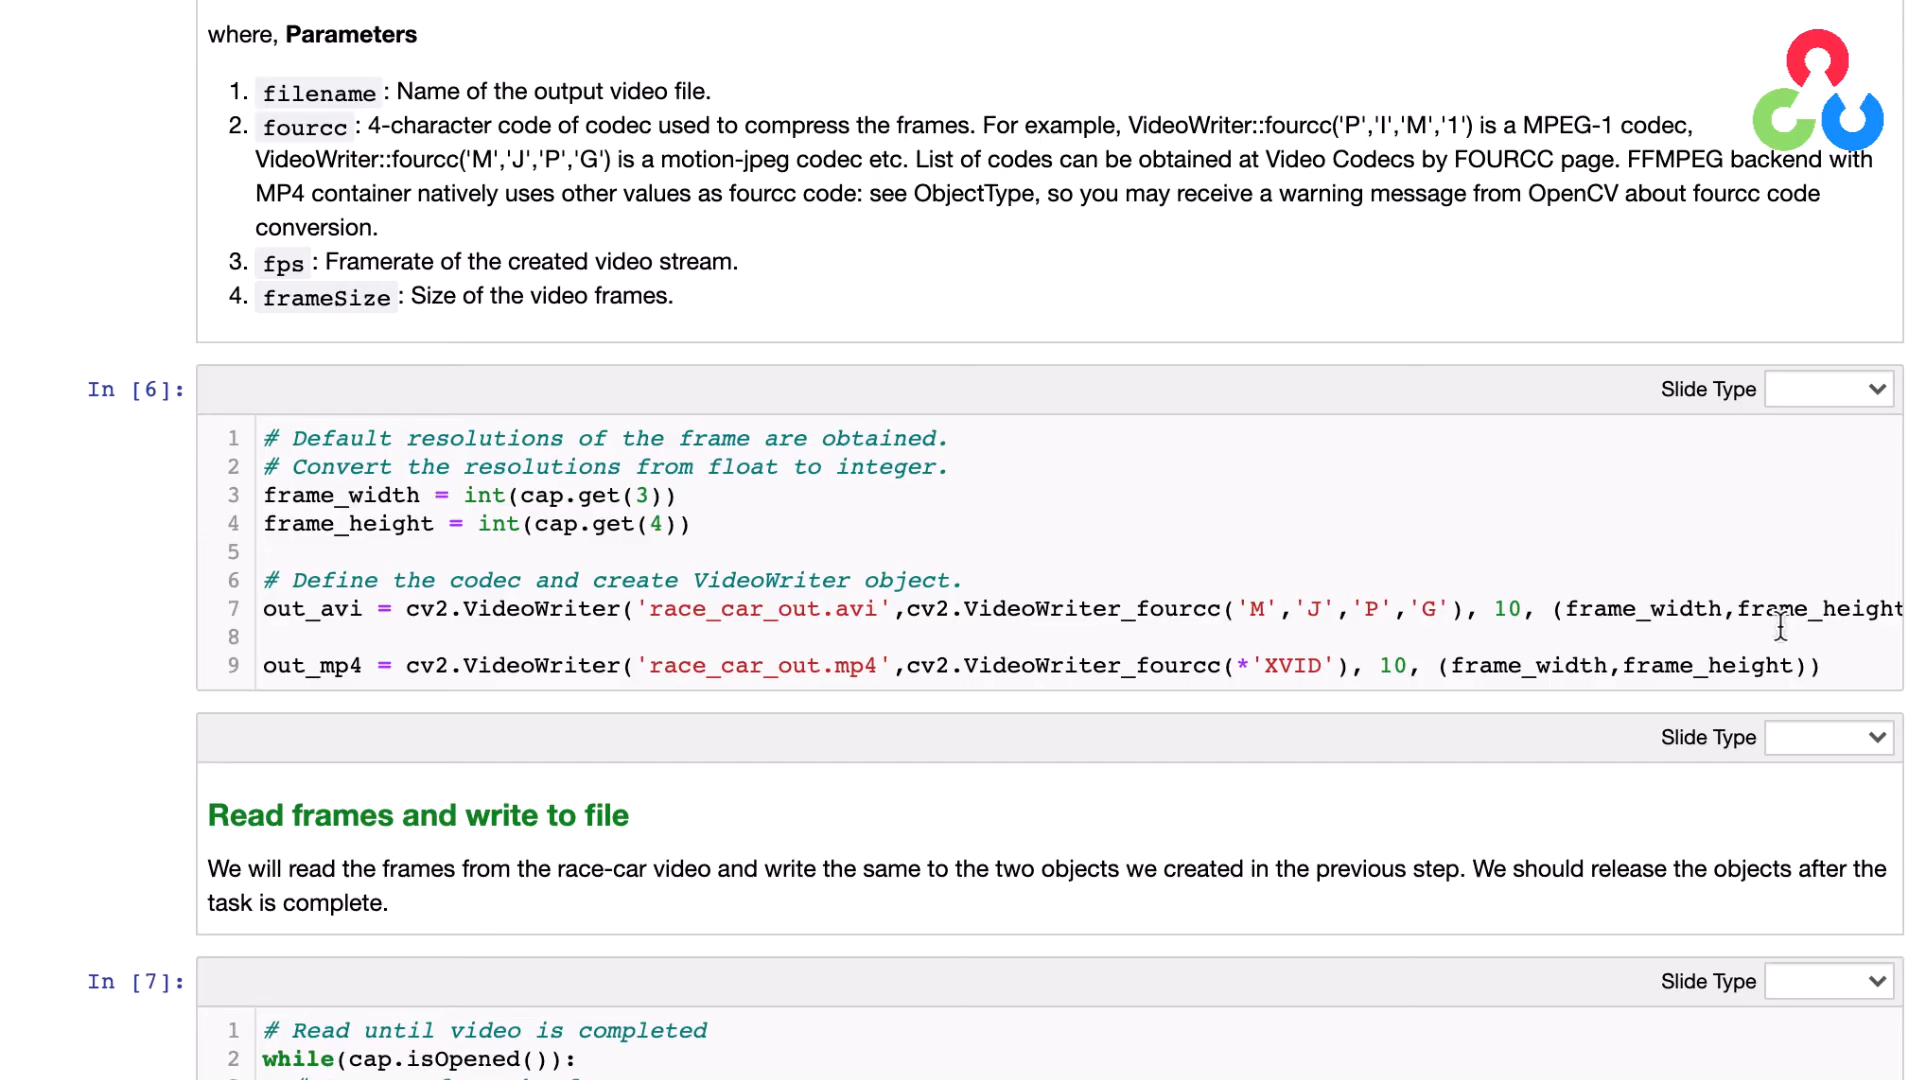 where, Parameters
1. filename : Name of the output video file.
2. fourcc : 4-character code of codec used to compress the frames. For example, VideoWriter::fourcc('P','I','M','1') is a MPEG-1 codec,
VideoWriter::fourcc('M','J','P','G') is a motion-jpeg codec etc. List of codes can be obtained at Video Codecs by FOURCC page. FFMPEG backend with
MP4 container natively uses other values as fourcc code: see ObjectType, so you may receive a warning message from OpenCV about fourcc code
conversion.
3. fps : Framerate of the created video stream.
4. frameSize : Size of the video frames.
In [6]:
Slide Type
1 # Default resolutions of the frame are obtained.
2 # Convert the resolutions from float to integer.
3 frame_width = int(cap.get(3))
4 frame_height = int(cap.get(4))
5
6 # Define the codec and create VideoWriter object.
7 out_avi = cv2.VideoWriter('race_car_out.avi',cv2.VideoWriter_fourcc('M','J','P','G'), 10, (frame_width,frame_height
8
9 out_mp4 = cv2.VideoWriter('race_car_out.mp4',cv2.VideoWriter_fourcc(*'XVID'), 10, (frame_width,frame_height))
Slide Type
Read frames and write to file
We will read the frames from the race-car video and write the same to the two objects we created in the previous step. We should release the objects after the
task is complete.
In [7]:
Slide Type
1 # Read until video is completed
2 while(cap.isOpened()):